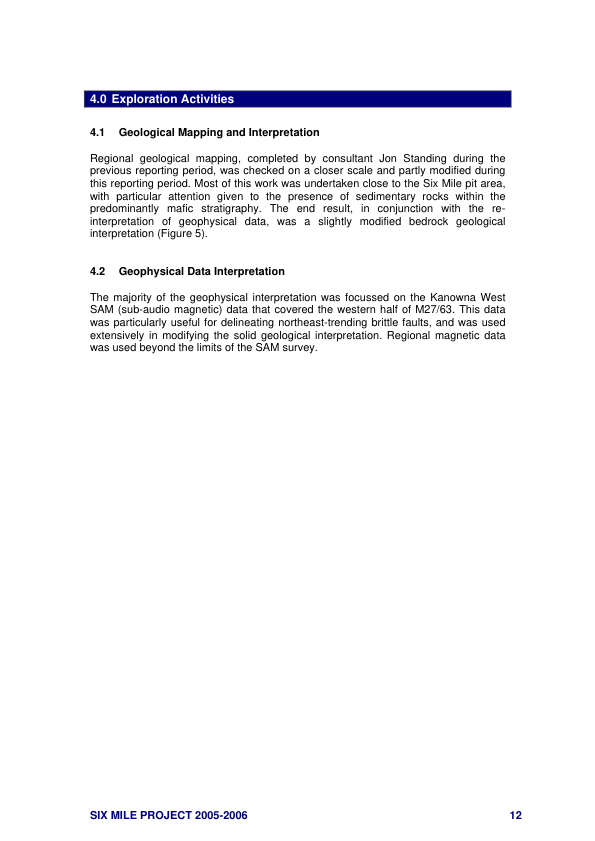 4.0 Exploration Activities
4.1 Geological Mapping and Interpretation
Regional geological mapping, completed by consultant Jon Standing during the
previous reporting period, was checked on a closer scale and partly modified during
this reporting period. Most of this work was undertaken close to the Six Mile pit area,
with particular attention given to the presence of sedimentary rocks within the
predominantly mafic stratigraphy. The end result, in conjunction with the re-
interpretation of geophysical data, was a slightly modified bedrock geological
interpretation (Figure 5).
4.2 Geophysical Data Interpretation
The majority of the geophysical interpretation was focussed on the Kanowna West
SAM (sub-audio magnetic) data that covered the western half of M27/63. This data
was particularly useful for delineating northeast-trending brittle faults, and was used
extensively in modifying the solid geological interpretation. Regional magnetic data
was used beyond the limits of the SAM survey.
SIX MILE PROJECT 2005-2006 12